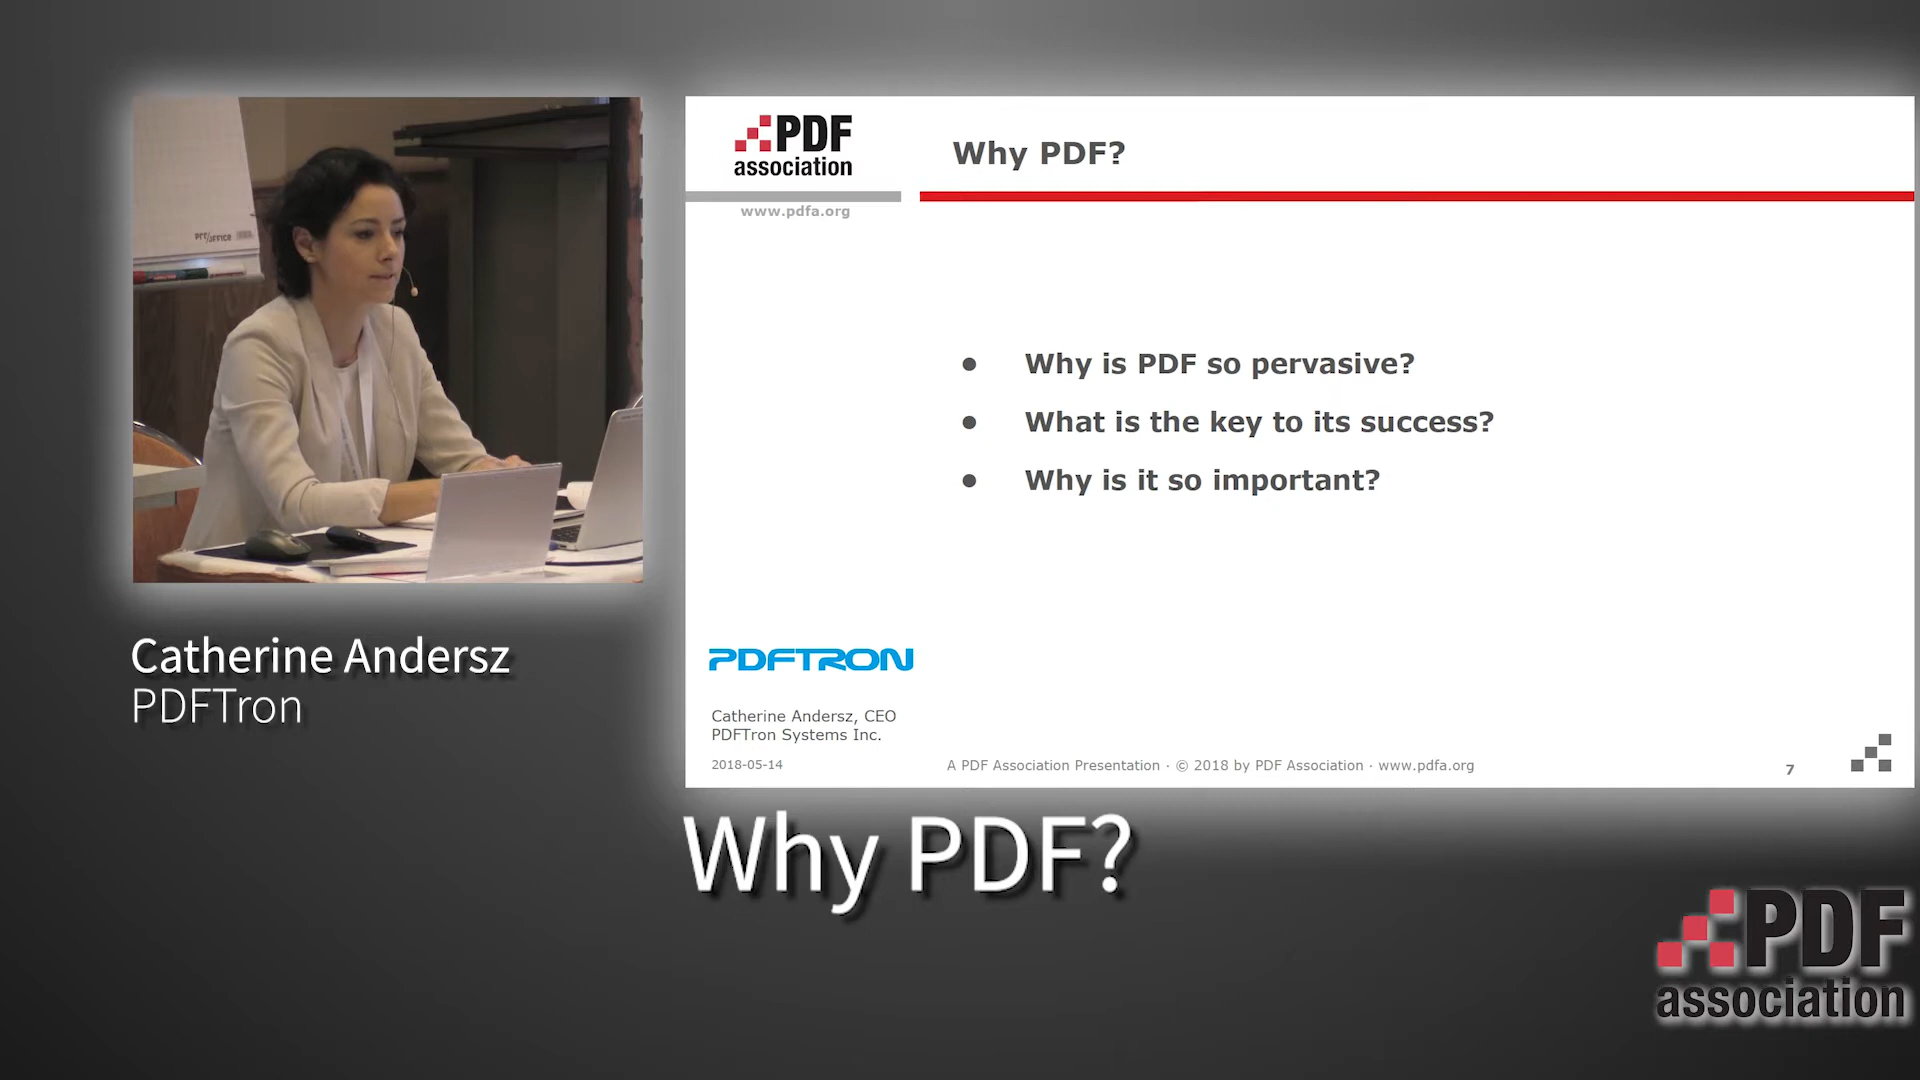 PDF
association
www.pdfa.org
Why PDF?
● Why is PDF so pervasive?
● What is the key to its success?
● Why is it so important?
PDFTRON
Catherine Andersz, CEO
PDFTron Systems Inc.
2018-05-14
A PDF Association Presentation · © 2018 by PDF Association · www.pdfa.org
7
Catherine Andersz
PDFTron
Why PDF?
PDF
association